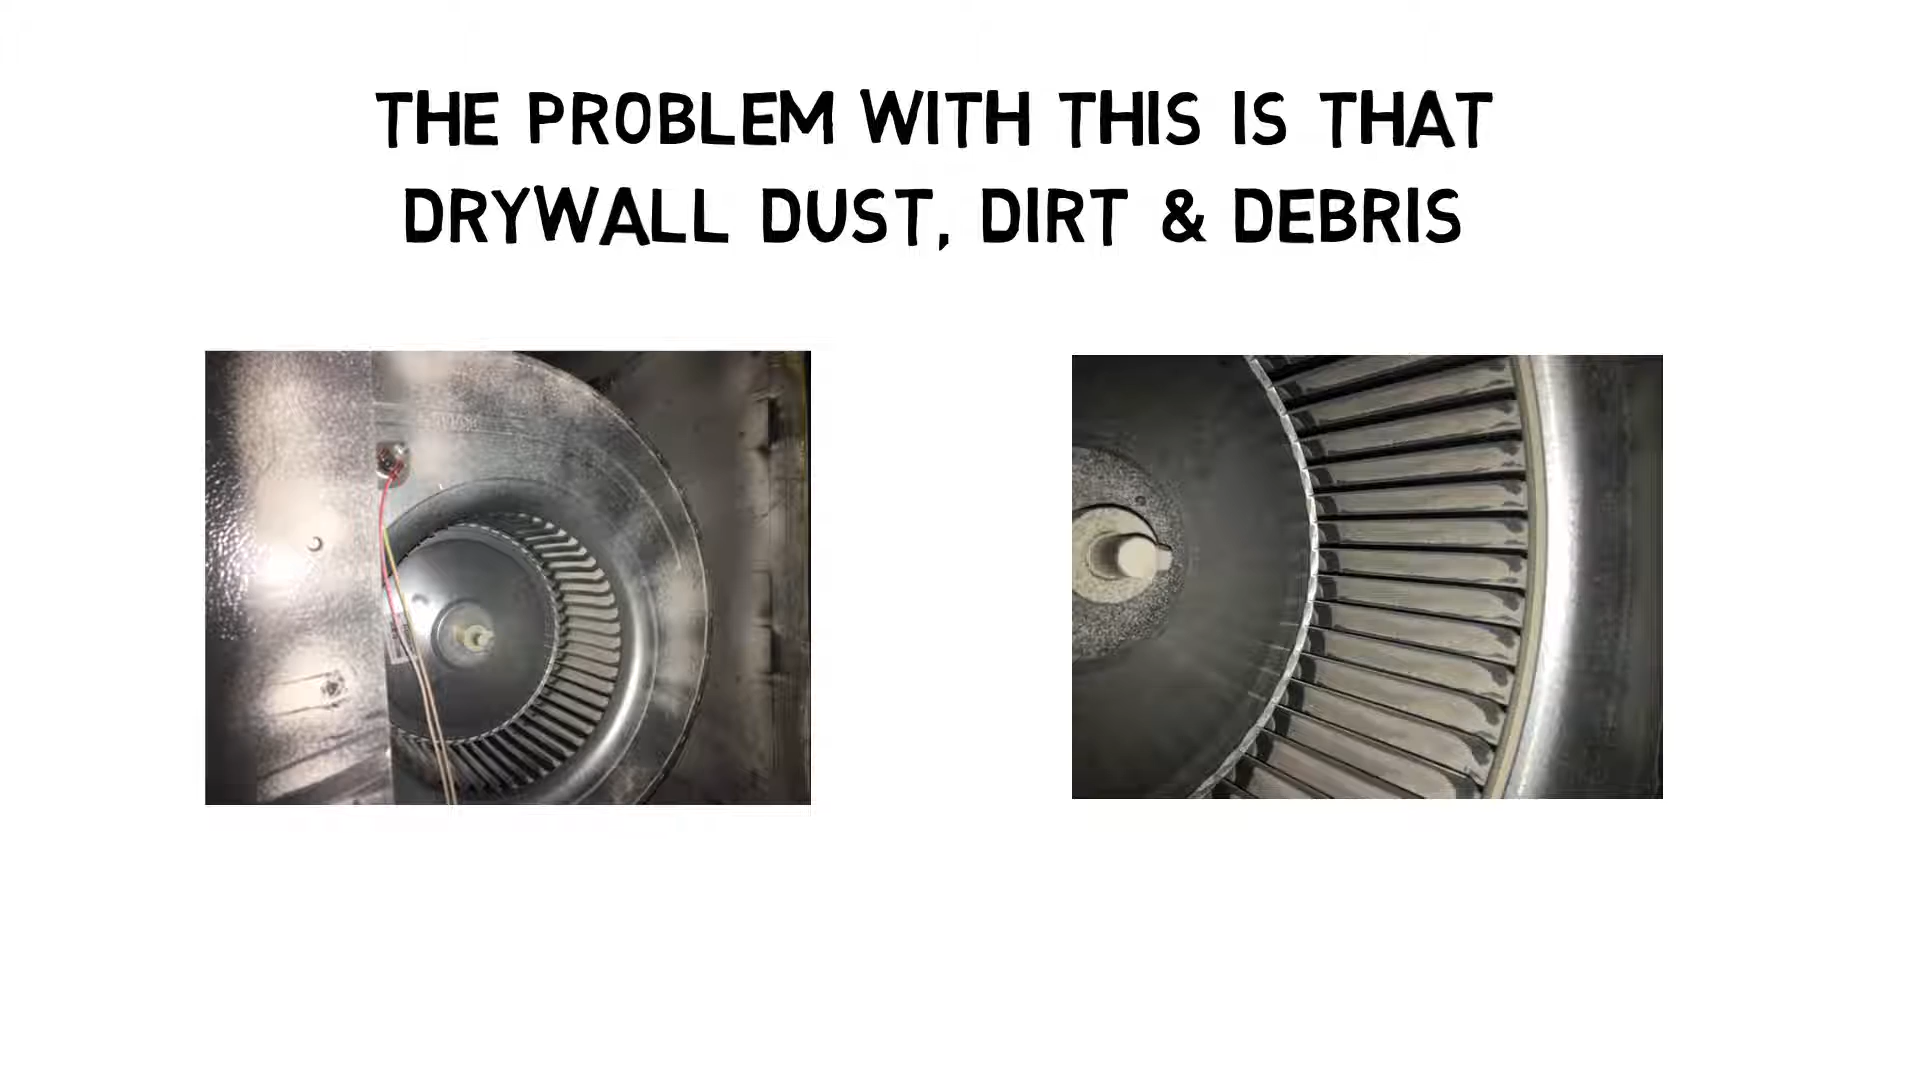 THE PROBLEM WITH THIS IS THAT
DRYWALL DUST, DIRT & DEBRIS